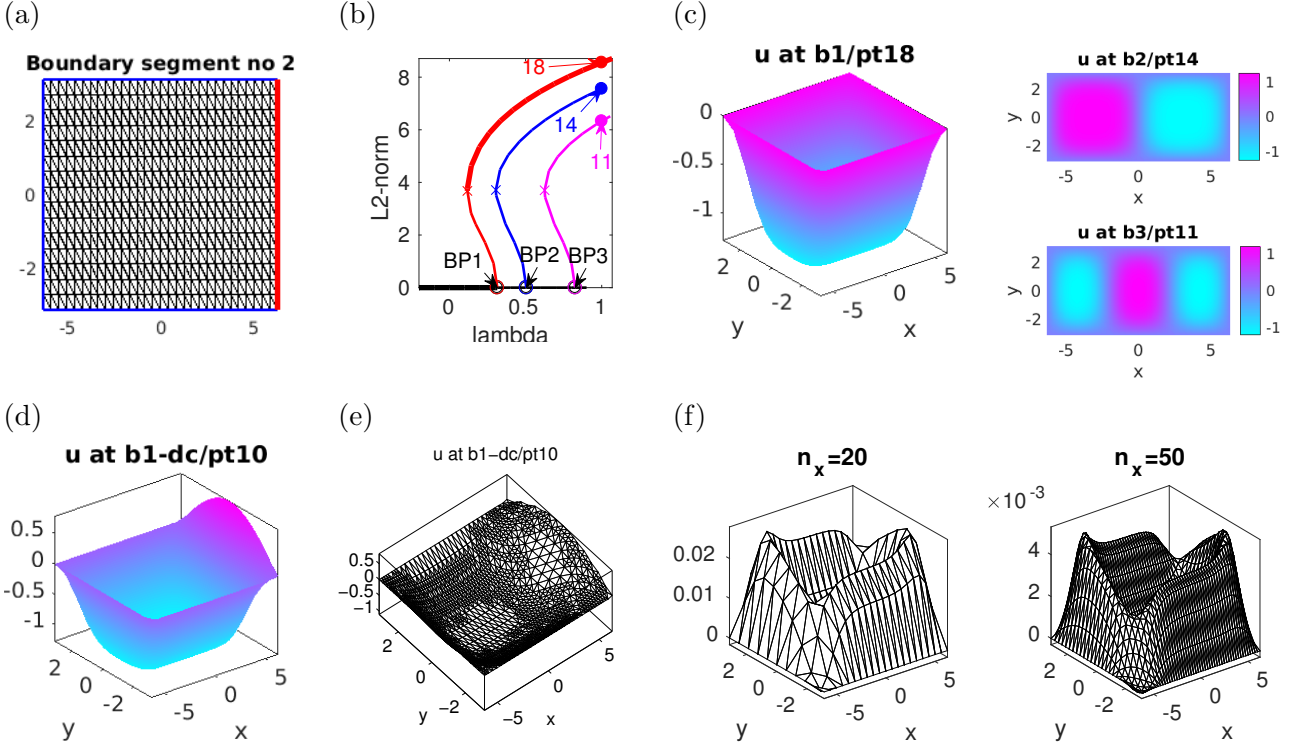 (a)
Boundary segment no 2
2
0
-2
-5
0
5
(b)
L2-norm
8
6
4
2
0
18
14
11
BP1
BP2
BP3
0
0.5
1
lambda
(c)
u at b1/pt18
0
-0.5
-1
2
0
-2
y
-5
0
5
x
u at b2/pt14
y
2
0
-2
-5
0
5
x
1
0
-1
u at b3/pt11
y
2
0
-2
-5
0
5
x
1
0
-1
(d)
u at b1-dc/pt10
0.5
0
-0.5
-1
2
0
-2
y
-5
0
5
x
(e)
u at b1−dc/pt10
0.5
0
−0.5
−1
2
0
−2
y
−5
0
5
x
(f)
nx=20
0.02
0.01
0
2
0
-2
y
-5
0
5
x
nx=50
×10-3
4
2
0
2
0
-2
y
-5
0
5
x